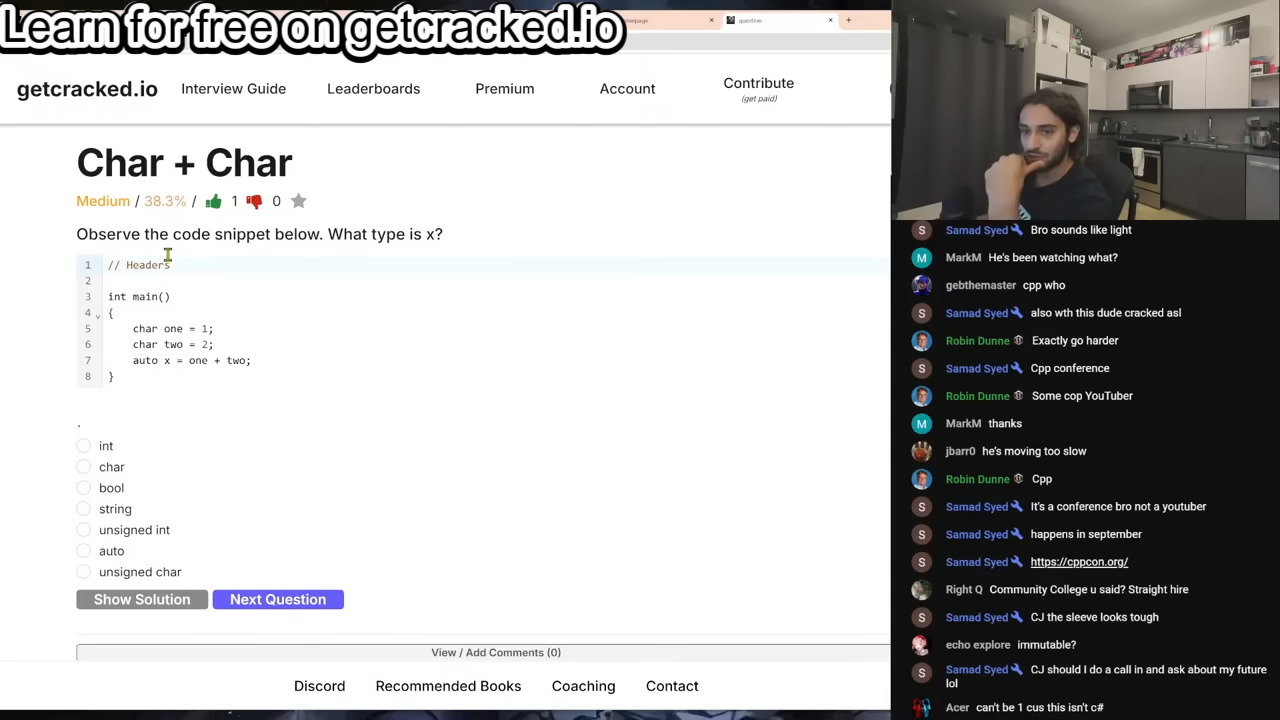 Learn for free on getcracked.io
mepage
question
getcracked.io
Interview Guide
Leaderboards
Premium
Account
Contribute
(get paid)
Char + Char
Medium / 38.3% / 1 0
Observe the code snippet below. What type is x?
1 // Headers
2
3 int main()
4 {
5 char one = 1;
6 char two = 2;
7 auto x = one + two;
8 }
.
int
char
bool
string
unsigned int
auto
unsigned char
Show Solution
Next Question
View / Add Comments (0)
Discord
Recommended Books
Coaching
Contact
S Samad Syed Bro sounds like light
M MarkM He's been watching what?
gebthemaster cpp who
S Samad Syed also wth this dude cracked asl
Robin Dunne Exactly go harder
S Samad Syed Cpp conference
Robin Dunne Some cop YouTuber
M MarkM thanks
jbarr0 he's moving too slow
Robin Dunne Cpp
S Samad Syed It's a conference bro not a youtuber
S Samad Syed happens in september
S Samad Syed https://cppcon.org/
Right Q Community College u said? Straight hire
S Samad Syed CJ the sleeve looks tough
echo explore immutable?
S Samad Syed CJ should I do a call in and ask about my future
lol
Acer can't be 1 cus this isn't c#